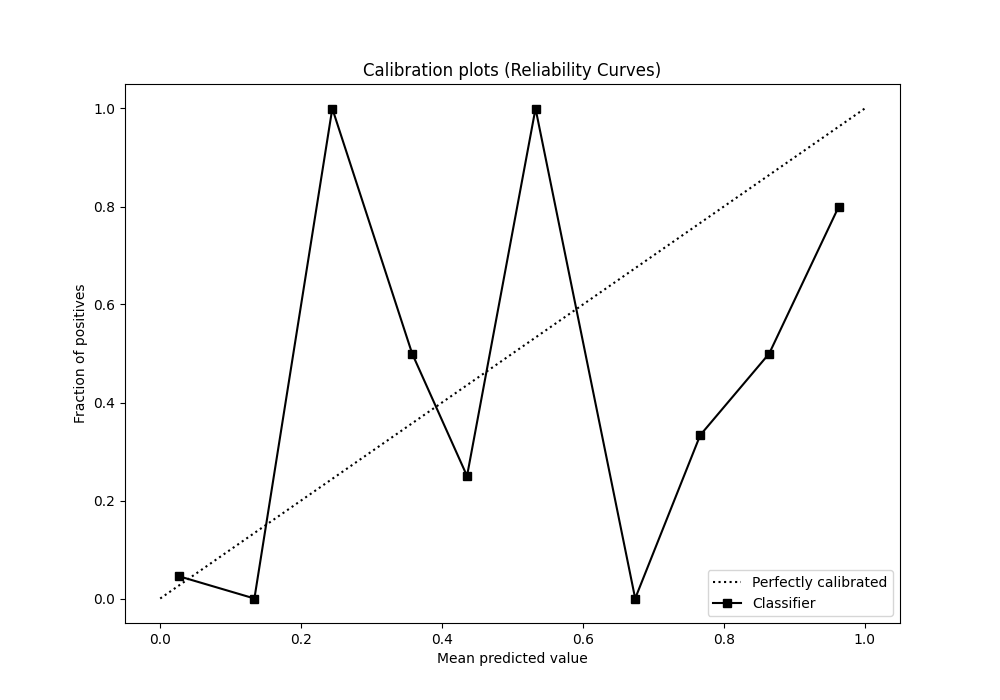 Calibration plots (Reliability Curves)
1.0
0.8
0.6
0.4
0.2
0.0
Fraction of positives
0.0 0.2 0.4 0.6 0.8 1.0
Mean predicted value
Perfectly calibrated
Classifier